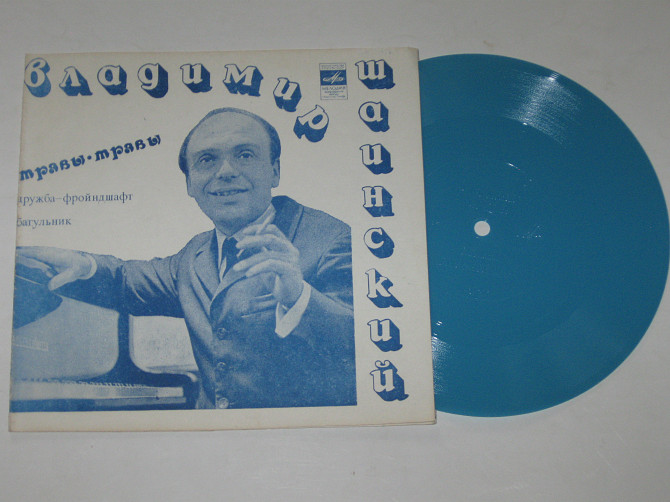 владимир
шаинский
травы·травы
дружба–фройндшафт
багульник